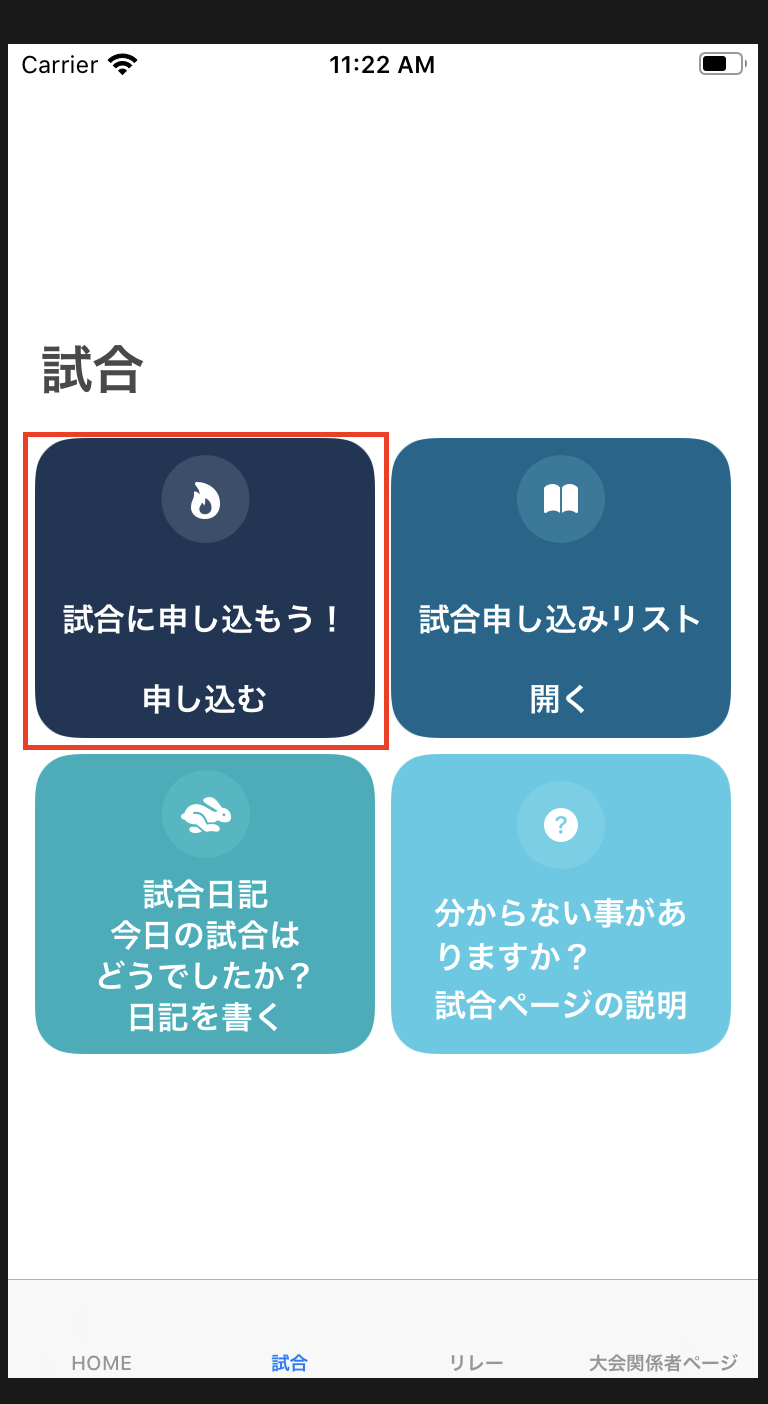 Carrier 11:22 AM
試合
試合に申し込もう！
申し込む
試合申し込みリスト
開く
試合日記
今日の試合は
どうでしたか？
日記を書く
?
分からない事があ
りますか？
試合ページの説明
HOME 試合 リレー 大会関係者ページ